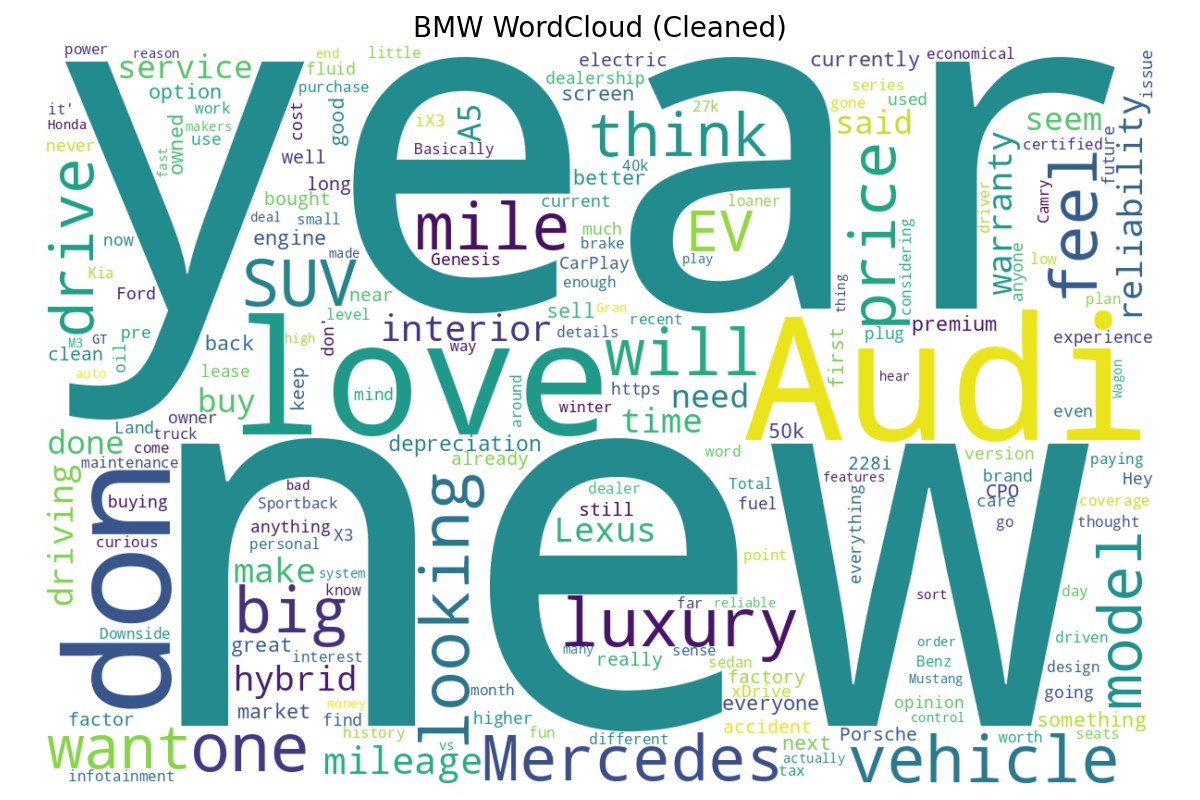 BMW WordCloud (Cleaned)
power
reason
end
little
electric
currently
economical
service
fluid
dealership
issue
option
purchase
screen
series
it'
work
cost
good
iX3
A5
27k
gone
used
Honda
makers
use
think
said
seem
never
fast
owned
well
Basically
40k
certified
future
drive
long
better
price
Warranty
feel
reliability
year
bought
current
loaner
driver
Camry
deal
small
mile
much
EV
now
engine
brake
considering
anyone
low
Kia
made
Genesis
CarPlay
play
SUV
near
enough
thing
plan
Ford
level
sell
Gran
M3
GT
pre
don'
interior
details
recent
plug
premium
clean
oil
back
high
way
will
first
experience
auto
lease
keep
mind
around
https
need
hear
Wagon
buy
love
winter
Audi
owner
time
even
Land
truck
50k
done
come
depreciation
word
version
maintenance
already
228i
brand
paying
driving
don
buying
bad
looking
dealer
Total
features
CPO
care
Hey
Sportback
still
fuel
everything
coverage
curious
anything
X3
Lexus
go
thought
personal
new
point
model
make
system
know
far
reliable
sort
day
big
luxury
Downside
great
interest
many
really
sense
order
driven
hybrid
sedan
Benz
design
month
factory
xDrive
Mustang
going
factor
market
money
find
higher
everyone
opinion
control
something
history
fun
different
accident
Porsche
worth
seats
want
one
vs
next
infotainment
mileage
Mercedes
actually
tax
vehicle